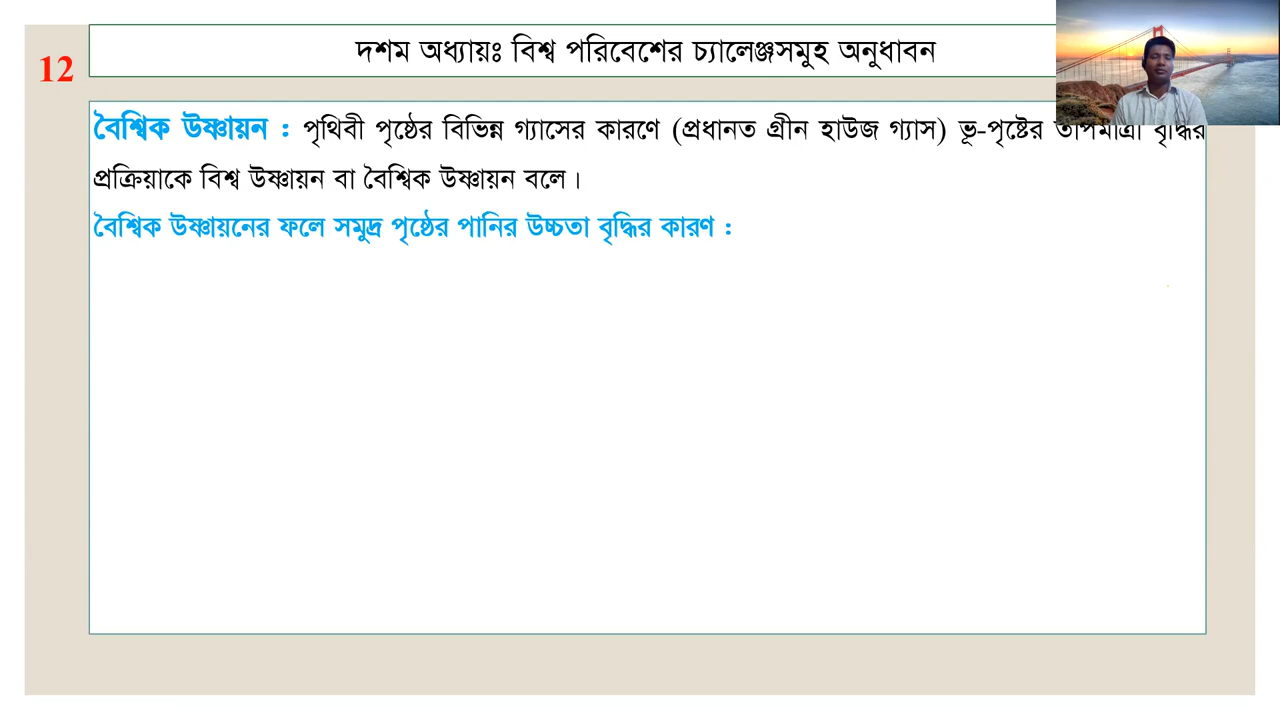 12
দশম অধ্যায়ঃ বিশ্ব পরিবেশের চ্যালেঞ্জসমুহ অনুধাবন
বৈশ্বিক উষ্ণায়ন : পৃথিবী পৃষ্ঠের বিভিন্ন গ্যাসের কারণে (প্রধানত গ্রীন হাউজ গ্যাস) ভূ-পৃষ্টের তাপমাত্রা বৃদ্ধির
প্রক্রিয়াকে বিশ্ব উষ্ণায়ন বা বৈশ্বিক উষ্ণায়ন বলে।
বৈশ্বিক উষ্ণায়নের ফলে সমুদ্র পৃষ্ঠের পানির উচ্চতা বৃদ্ধির কারণ :